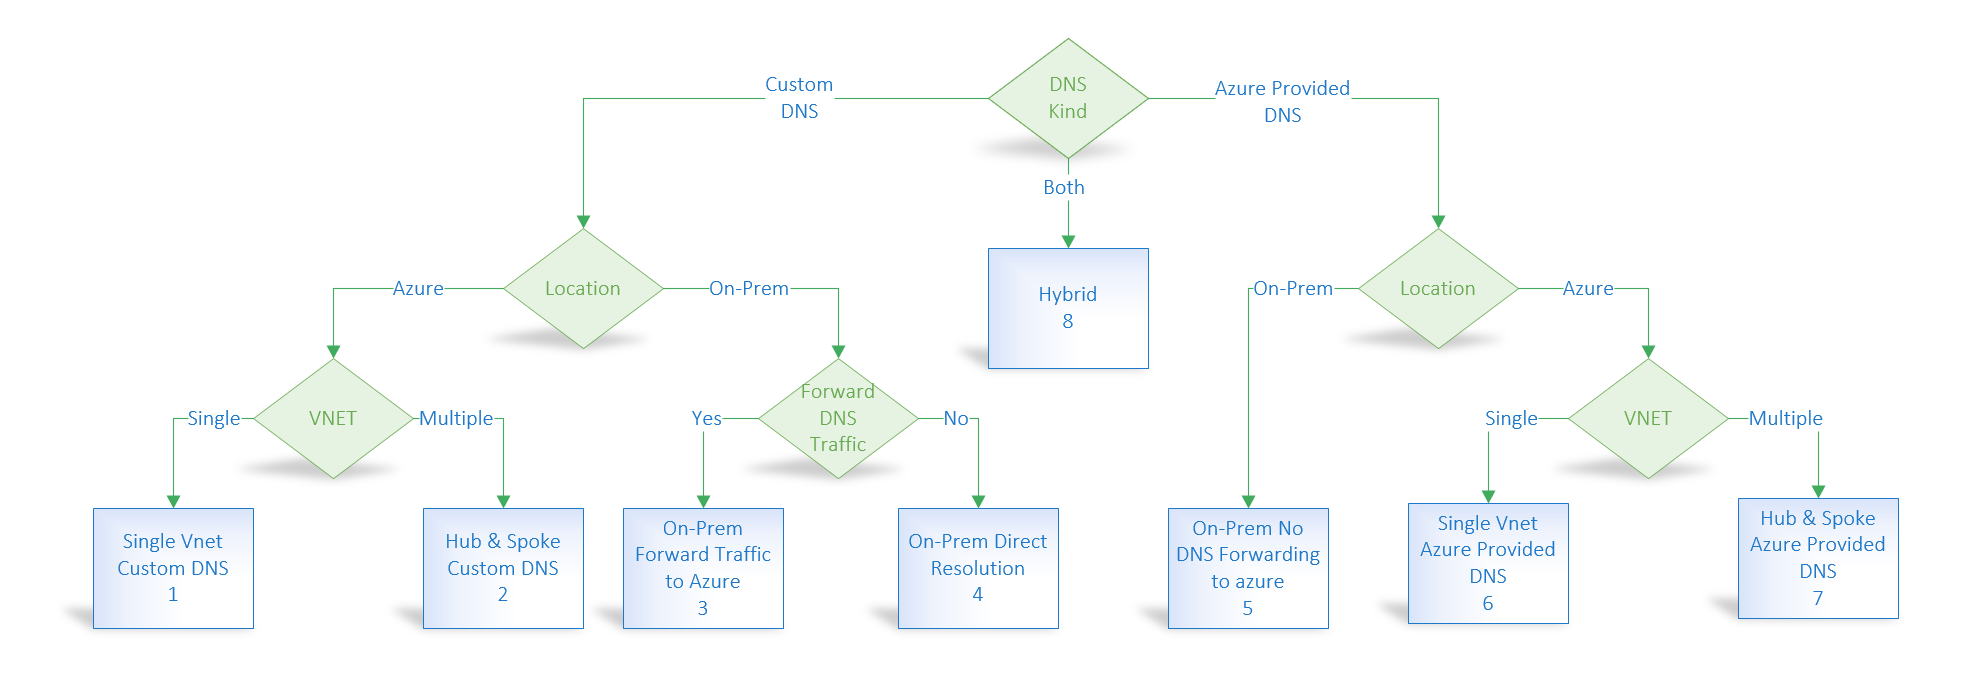 DNS
Kind
Custom
DNS
Azure Provided
DNS
Both
Location
Azure
On-Prem
Hybrid
8
Location
On-Prem
Azure
VNET
Single
Multiple
Forward
DNS
Traffic
Yes
No
VNET
Single
Multiple
Single Vnet
Custom DNS
1
Hub & Spoke
Custom DNS
2
On-Prem
Forward Traffic
to Azure
3
On-Prem Direct
Resolution
4
On-Prem No
DNS Forwarding
to azure
5
Single Vnet
Azure Provided
DNS
6
Hub & Spoke
Azure Provided
DNS
7